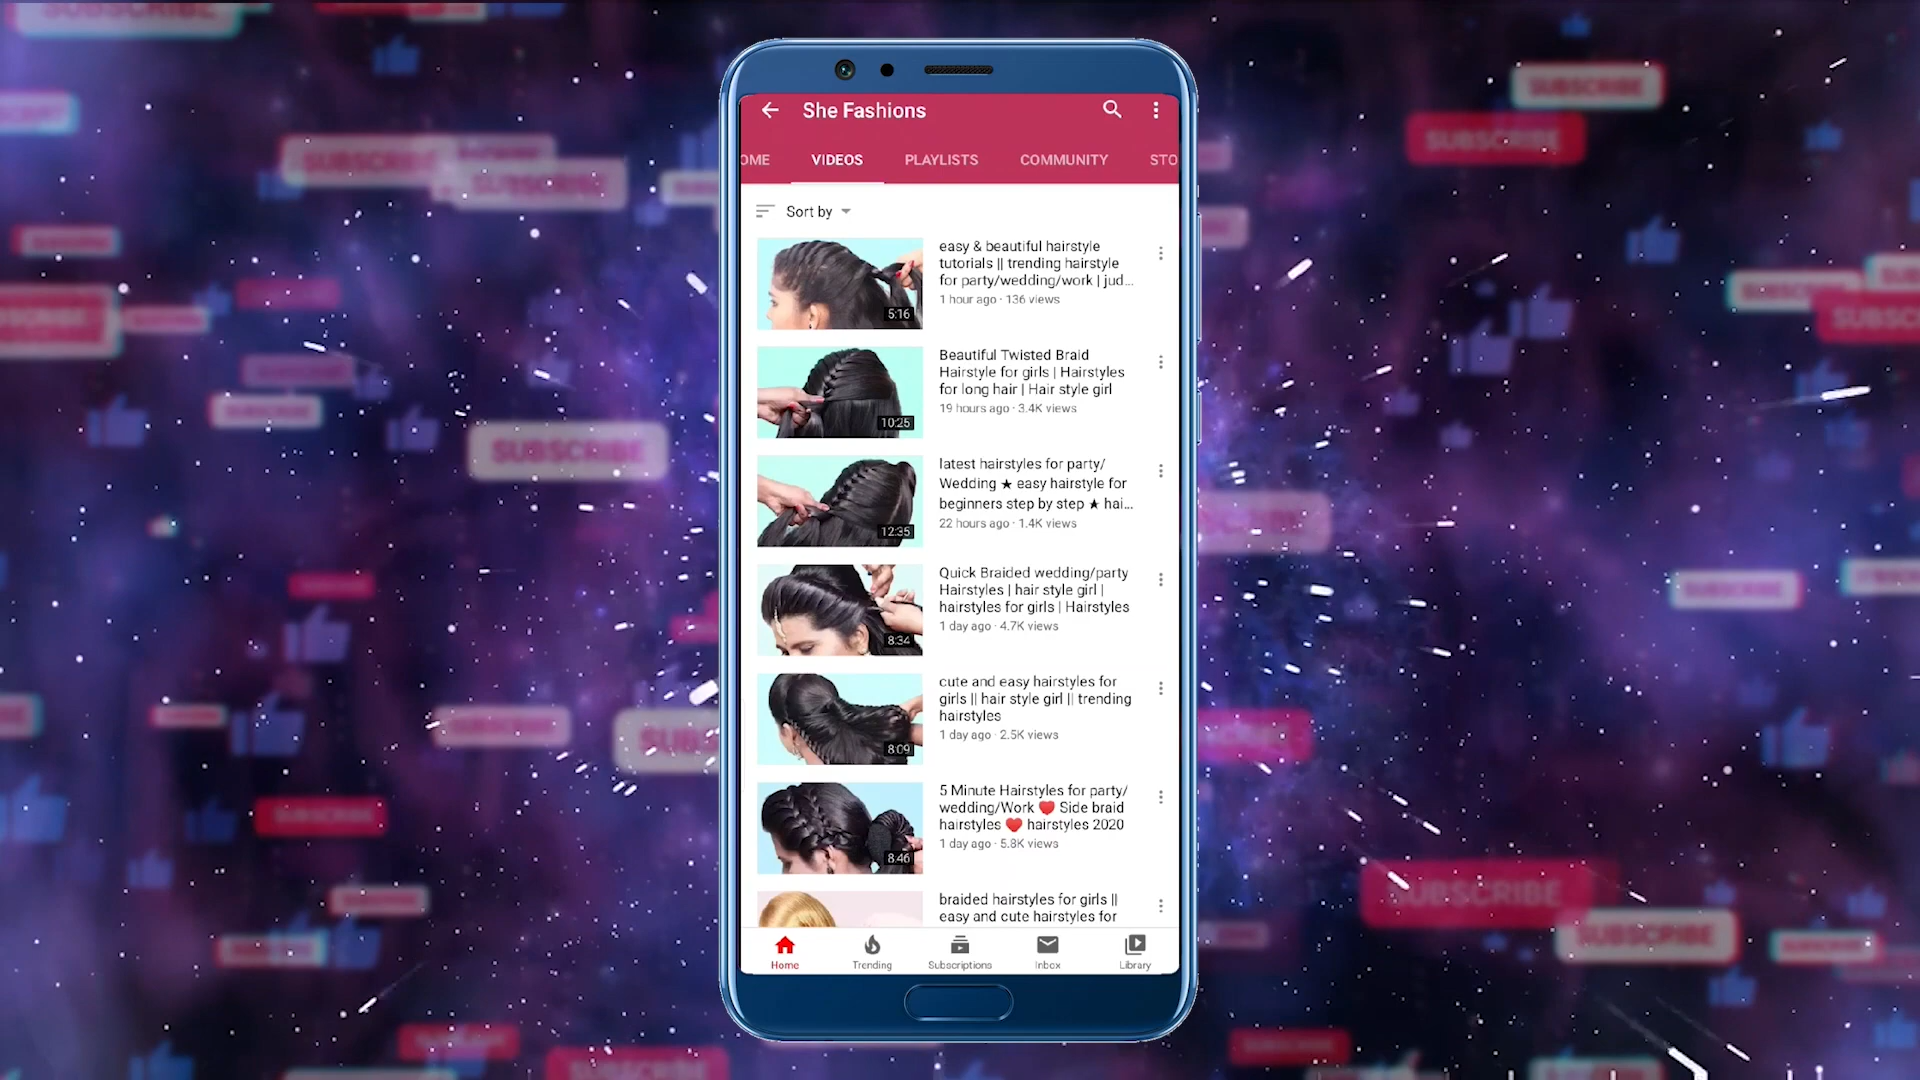 She Fashions
OME VIDEOS PLAYLISTS COMMUNITY STO
Sort by
easy & beautiful hairstyle
tutorials || trending hairstyle
for party/wedding/work | jud...
1 hour ago · 136 views
5:16
Beautiful Twisted Braid
Hairstyle for girls | Hairstyles
for long hair | Hair style girl
19 hours ago · 3.4K views
10:25
latest hairstyles for party/
Wedding ★ easy hairstyle for
beginners step by step ★ hai...
22 hours ago · 1.4K views
12:35
Quick Braided wedding/party
Hairstyles | hair style girl |
hairstyles for girls | Hairstyles
1 day ago · 4.7K views
8:34
cute and easy hairstyles for
girls || hair style girl || trending
hairstyles
1 day ago · 2.5K views
8:09
5 Minute Hairstyles for party/
wedding/Work ♥ Side braid
hairstyles ♥ hairstyles 2020
1 day ago · 5.8K views
8:46
braided hairstyles for girls ||
easy and cute hairstyles for
Home Trending Subscriptions Inbox Library
SUBSCRIBE
SUBSCRIBE
SUBSCRIBE
SUBSCRIBE
SUBSCRIBE
SUBSCRIBE
SUBSCRIBE